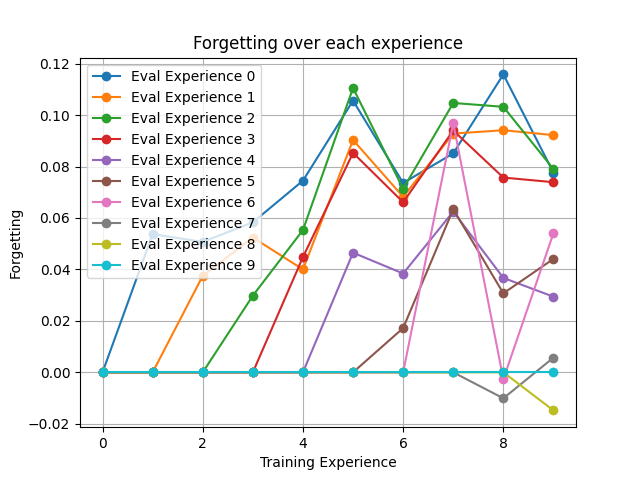 Forgetting over each experience
0.12
0.10
0.08
0.06
0.04
0.02
0.00
−0.02
Forgetting
Eval Experience 0
Eval Experience 1
Eval Experience 2
Eval Experience 3
Eval Experience 4
Eval Experience 5
Eval Experience 6
Eval Experience 7
Eval Experience 8
Eval Experience 9
0 2 4 6 8
Training Experience